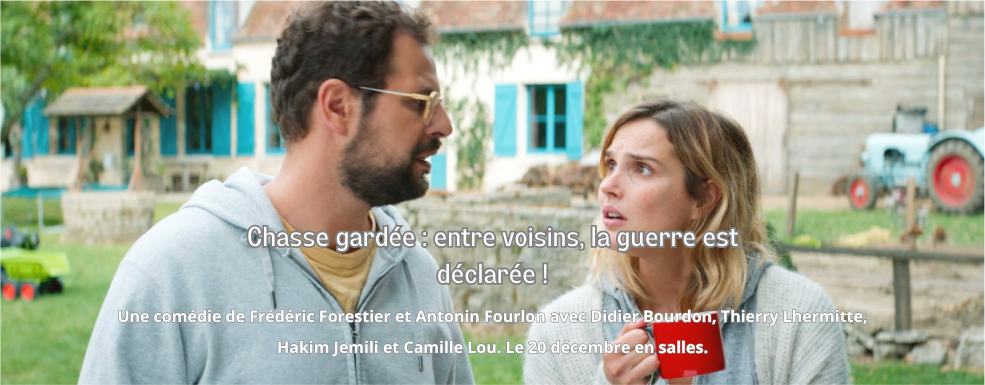 Chasse gardée : entre voisins, la guerre est
déclarée !
Une comédie de Frédéric Forestier et Antonin Fourlon avec Didier Bourdon, Thierry Lhermitte,
Hakim Jemili et Camille Lou. Le 20 décembre en salles.